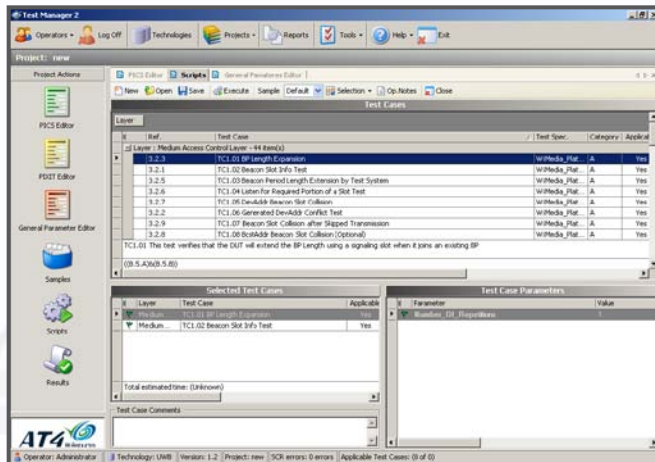 Test Manager 2
Operators Log Off Technologies Projects Reports Tools Help Exit
Project: new
Project Actions
PICS Editor
PIXIT Editor
General Parameter Editor
Samples
Scripts
Results
AT4 wireless
PICS Editor Scripts General Parameters Editor
New Open Save Execute Sample Default Selection Op.Notes Close
Test Cases
Layer
Ref. Test Case Test Spec. Category Applicat
Layer : Medium Access Control Layer - 44 item(s)
3.2.3 TC1.01 BP Length Expansion WiMedia_Plat... A Yes
3.2.1 TC1.02 Beacon Slot Info Test WiMedia_Plat... A Yes
3.2.5 TC1.03 Beacon Period Length Extension by Test System WiMedia_Plat... A Yes
3.2.6 TC1.04 Listen for Required Portion of a Slot Test WiMedia_Plat... A Yes
3.2.7 TC1.05 DevAddr Beacon Slot Collision WiMedia_Plat... A Yes
3.2.2 TC1.06 Generated DevAddr Conflict Test WiMedia_Plat... A Yes
3.2.9 TC1.07 Beacon Slot Collision after Skipped Transmission WiMedia_Plat... A Yes
3.2.8 TC1.08 BcstAddr Beacon Slot Collision (Optional) WiMedia_Plat... A Yes
TC1.01 This test verifies that the DUT will extend the BP Length using a signaling slot when it joins an existing BP
((8.5.A)&(8.5.B))
Selected Test Cases
Layer Test Case Applicable
Medium... TC1.01 BP Length Expansion Yes
Medium... TC1.02 Beacon Slot Info Test Yes
Total estimated time: (Unknown)
Test Case Comments
Test Case Parameters
Parameter Value
Number_Of_Repetitions 1
Operator: Administrator Technology: UWB Version: 1.2 Project: new SCR errors: 0 errors Applicable Test Cases: (0 of 0)